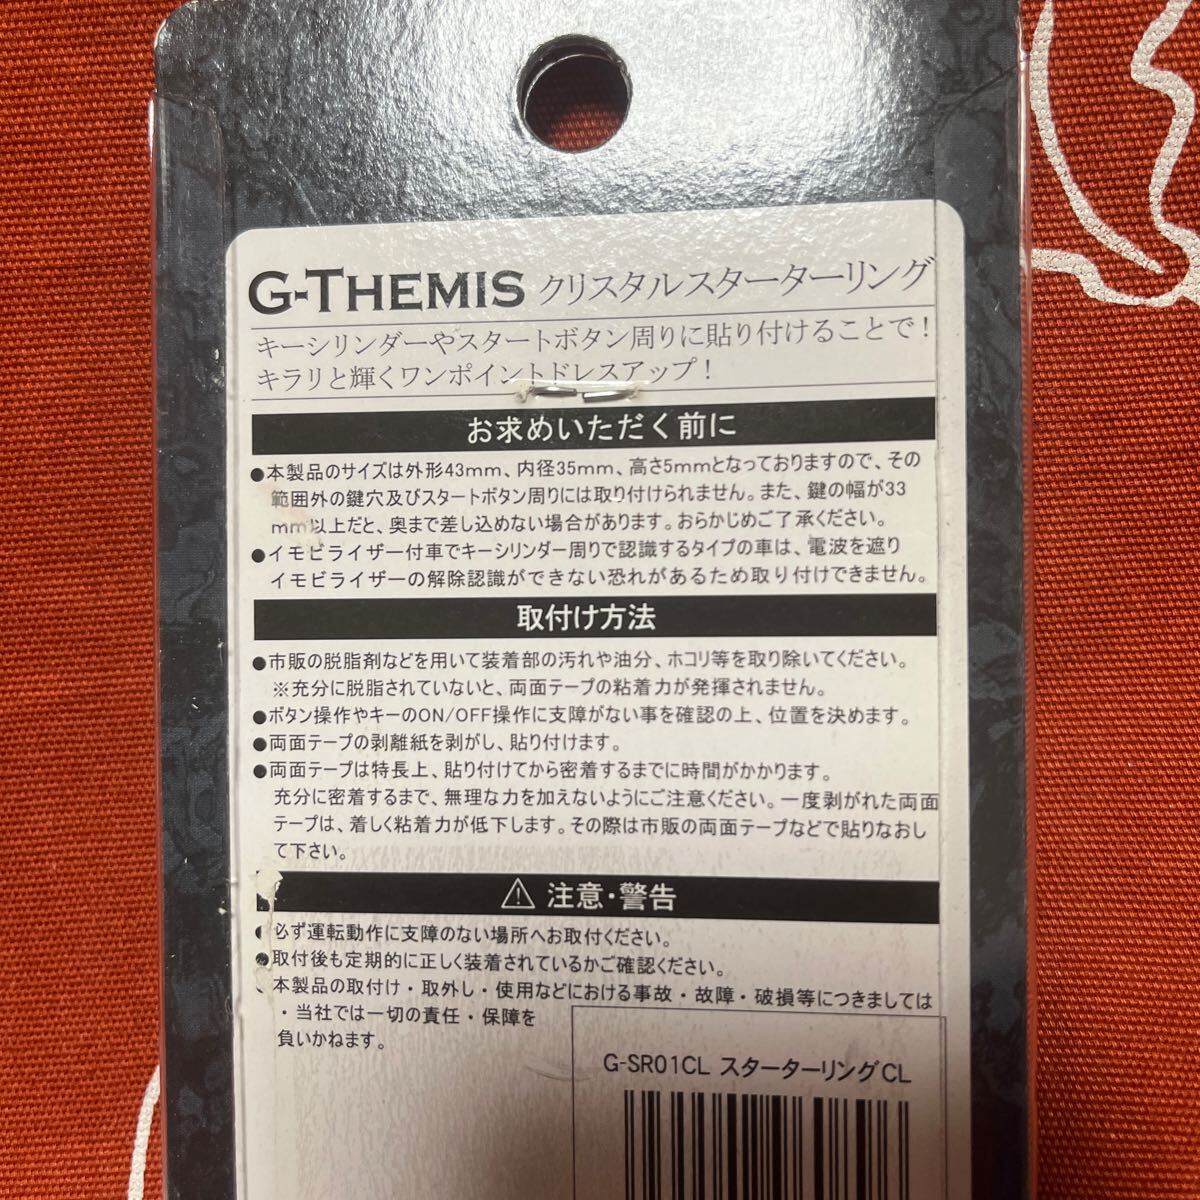 G-THEMIS クリスタルスターターリング
キーシリンダーやスタートボタン周りに貼り付けることで!
キラリと輝くワンポイントドレスアップ!
お求めいただく前に
●本製品のサイズは外形43mm、内径35mm、高さ5mmとなっておりますので、その
範囲外の鍵穴及びスタートボタン周りには取り付けられません。また、鍵の幅が33
mm以上だと、奥まで差し込めない場合があります。おらかじめご了承ください。
●イモビライザー付車でキーシリンダー周りで認識するタイプの車は、電波を遮り
イモビライザーの解除認識ができない恐れがあるため取り付けできません。
取付け方法
●市販の脱脂剤などを用いて装着部の汚れや油分、ホコリ等を取り除いてください。
※充分に脱脂されていないと、両面テープの粘着力が発揮されません。
●ボタン操作やキーのON/OFF操作に支障がない事を確認の上、位置を決めます。
●両面テープの剥離紙を剥がし、貼り付けます。
●両面テープは特長上、貼り付けてから密着するまでに時間がかかります。
充分に密着するまで、無理な力を加えないようにご注意ください。一度剥がれた両面
テープは、着しく粘着力が低下します。その際は市販の両面テープなどで貼りなおし
て下さい。
⚠ 注意・警告
●必ず運転動作に支障のない場所へお取付ください。
●取付後も定期的に正しく装着されているかご確認ください。
●本製品の取付け・取外し・使用などにおける事故・故障・破損等につきましては
・当社では一切の責任・保障を
負いかねます。
G-SR01CL スターターリングCL